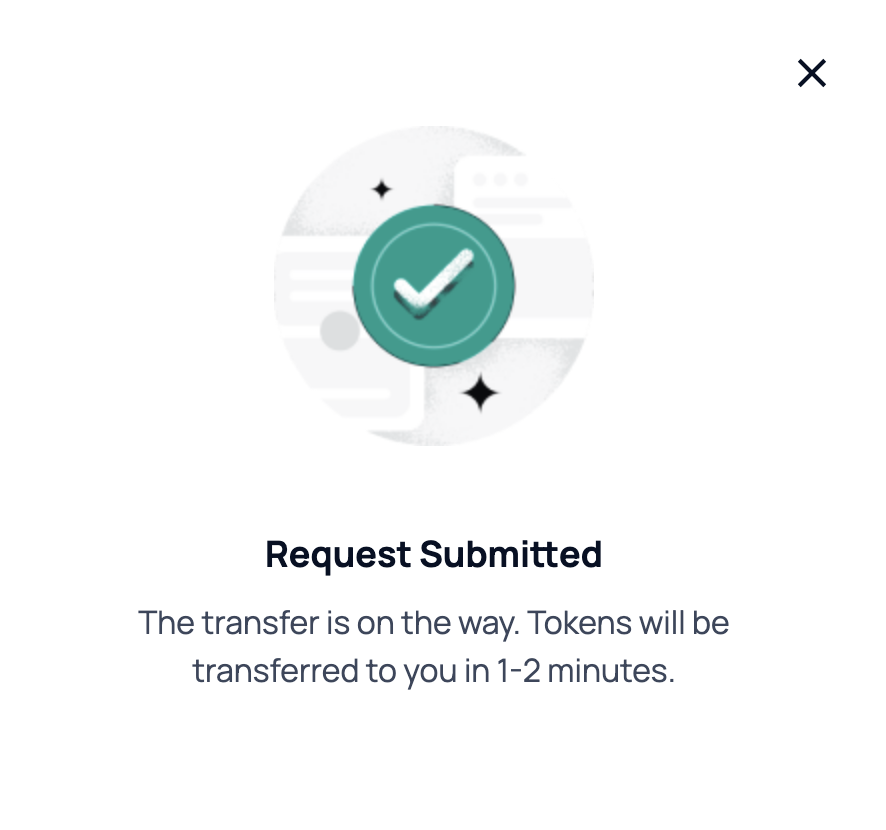 Request Submitted
The transfer is on the way. Tokens will be
transferred to you in 1-2 minutes.